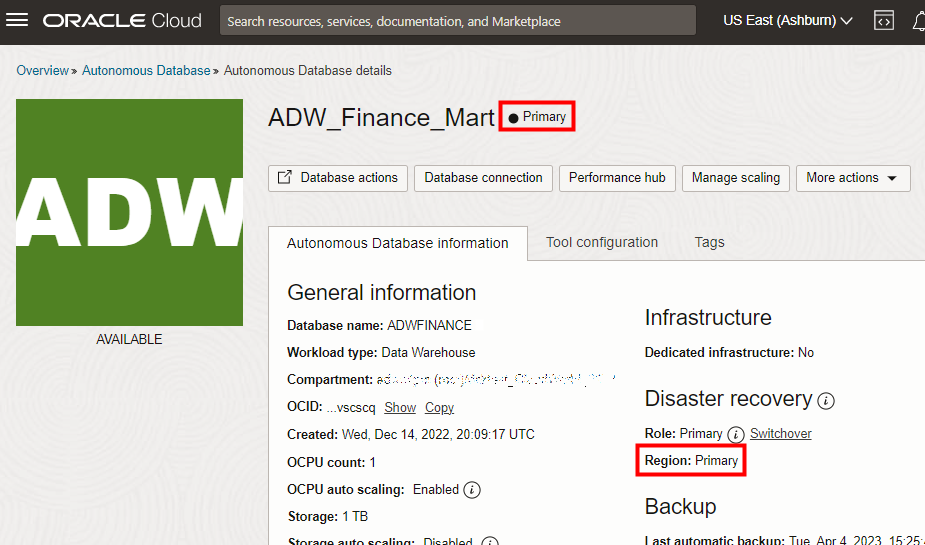 ORACLE Cloud
Search resources, services, documentation, and Marketplace
US East (Ashburn)
Overview » Autonomous Database » Autonomous Database details
ADW
AVAILABLE
ADW_Finance_Mart
Primary
Database actions
Database connection
Performance hub
Manage scaling
More actions
Autonomous Database information
Tool configuration
Tags
General information
Database name: ADWFINANCE
Workload type: Data Warehouse
Compartment:
OCID: ...vscscq Show Copy
Created: Wed, Dec 14, 2022, 20:09:17 UTC
OCPU count: 1
OCPU auto scaling: Enabled
Storage: 1 TB
Storage auto scaling: Disabled
Infrastructure
Dedicated infrastructure: No
Disaster recovery
Role: Primary Switchover
Region: Primary
Backup
Last automatic backup: Tue, Apr 4, 2023, 15:25: